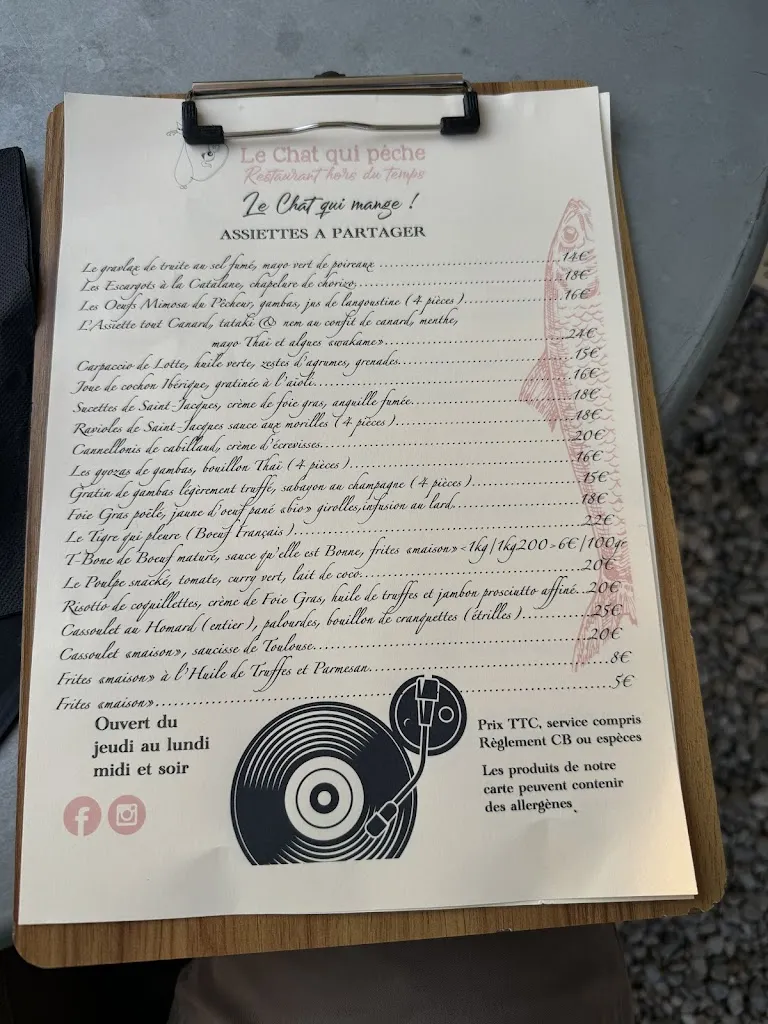 Le Chat qui pèche
Restaurant hors du temps
Le Chat qui mange !
ASSIETTES A PARTAGER
Le gravlax de truite au sel fumé, mayo vert de poireaux ........ 14€
Les Escargots à la Catalane, chapelure de chorizo ........ 18€
Les Oeufs Mimosa du Pêcheur, gambas, jus de langoustine (4 pièces) ........ 16€
L'Assiette tout Canard, tataki & nem au confit de canard, menthe,
mayo Thaï et algues «wakame» ........ 24€
Carpaccio de Lotte, huile verte, zestes d'agrumes, grenades ........ 15€
Joue de cochon Ibérique, gratinée à l'aïoli ........ 16€
Sucettes de Saint-Jacques, crème de foie gras, anguille fumée ........ 18€
Ravioles de Saint-Jacques sauce aux morilles (4 pièces) ........ 18€
Cannellonis de cabillaud, crème d'écrevisses ........ 20€
Les gyozas de gambas, bouillon Thaï (4 pièces) ........ 16€
Gratin de gambas légèrement truffé, sabayon au champagne (4 pièces) ........ 15€
Foie Gras poêlé, jaune d'oeuf pané «bio» girolles,infusion au lard ........ 18€
Le Tigre qui pleure (Boeuf Français) ........ 22€
T-Bone de Boeuf maturé, sauce qu'elle est Bonne, frites «maison» <1kg/1kg200>6€/100gr
Le Poulpe snacké, tomate, curry vert, lait de coco ........ 20€
Risotto de coquillettes, crème de Foie Gras, huile de truffes et jambon prosciutto affiné ... 20€
Cassoulet au Homard (entier), palourdes, bouillon de cranquettes (étrilles) ........ 25€
Cassoulet «maison», saucisse de Toulouse ........ 20€
Frites «maison» à l'Huile de Truffes et Parmesan ........ 8€
Frites «maison» ........ 5€
Ouvert du
jeudi au lundi
midi et soir
Prix TTC, service compris
Règlement CB ou espèces
Les produits de notre
carte peuvent contenir
des allergènes.